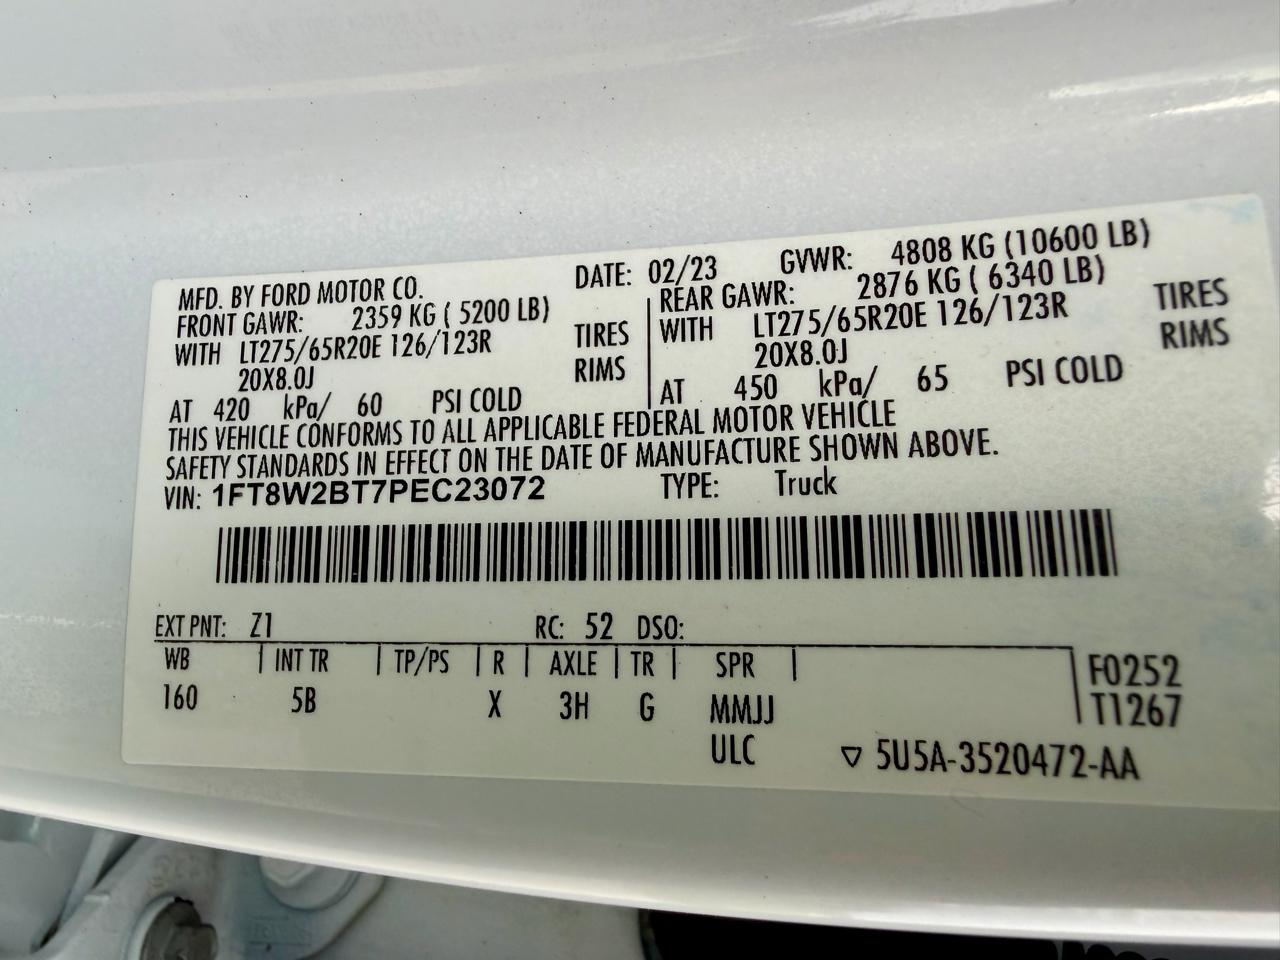 MFD. BY FORD MOTOR CO. DATE: 02/23 GVWR: 4808 KG (10600 LB)
FRONT GAWR: 2359 KG ( 5200 LB) REAR GAWR: 2876 KG ( 6340 LB)
WITH LT275/65R20E 126/123R TIRES WITH LT275/65R20E 126/123R TIRES
20X8.0J RIMS 20X8.0J RIMS
AT 420 kPa/ 60 PSI COLD AT 450 kPa/ 65 PSI COLD
THIS VEHICLE CONFORMS TO ALL APPLICABLE FEDERAL MOTOR VEHICLE
SAFETY STANDARDS IN EFFECT ON THE DATE OF MANUFACTURE SHOWN ABOVE.
VIN: 1FT8W2BT7PEC23072 TYPE: Truck
EXT PNT: Z1 RC: 52 DSO:
WB INT TR TP/PS R AXLE TR SPR F0252
160 5B X 3H G MMJJ T1267
ULC ▽ 5U5A-3520472-AA